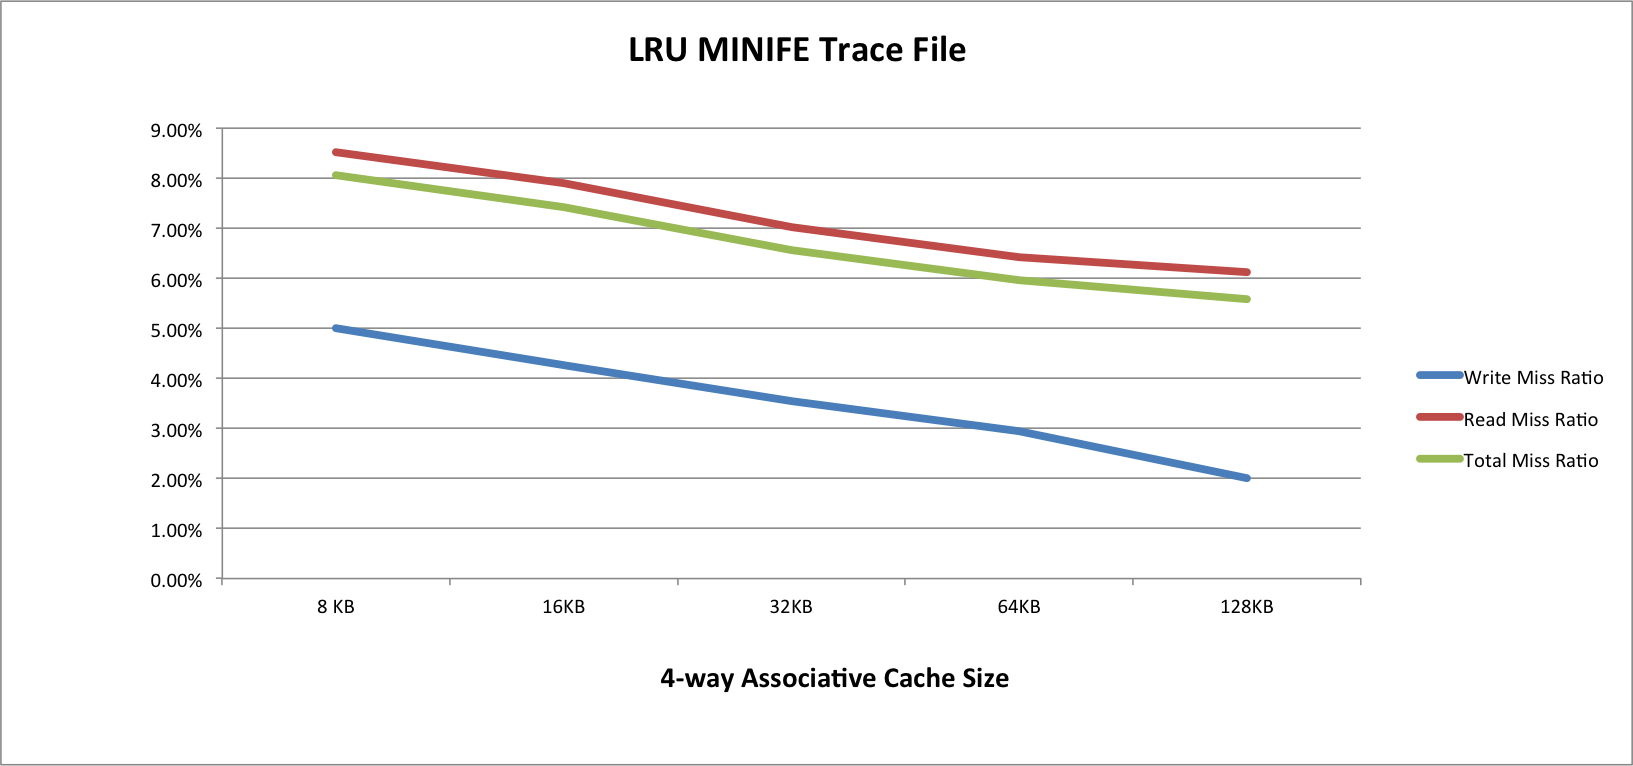 LRU MINIFE Trace File
9.00%
8.00%
7.00%
6.00%
5.00%
4.00%
3.00%
2.00%
1.00%
0.00%
8 KB
16KB
32KB
64KB
128KB
4-way Associative Cache Size
Write Miss Ratio
Read Miss Ratio
Total Miss Ratio